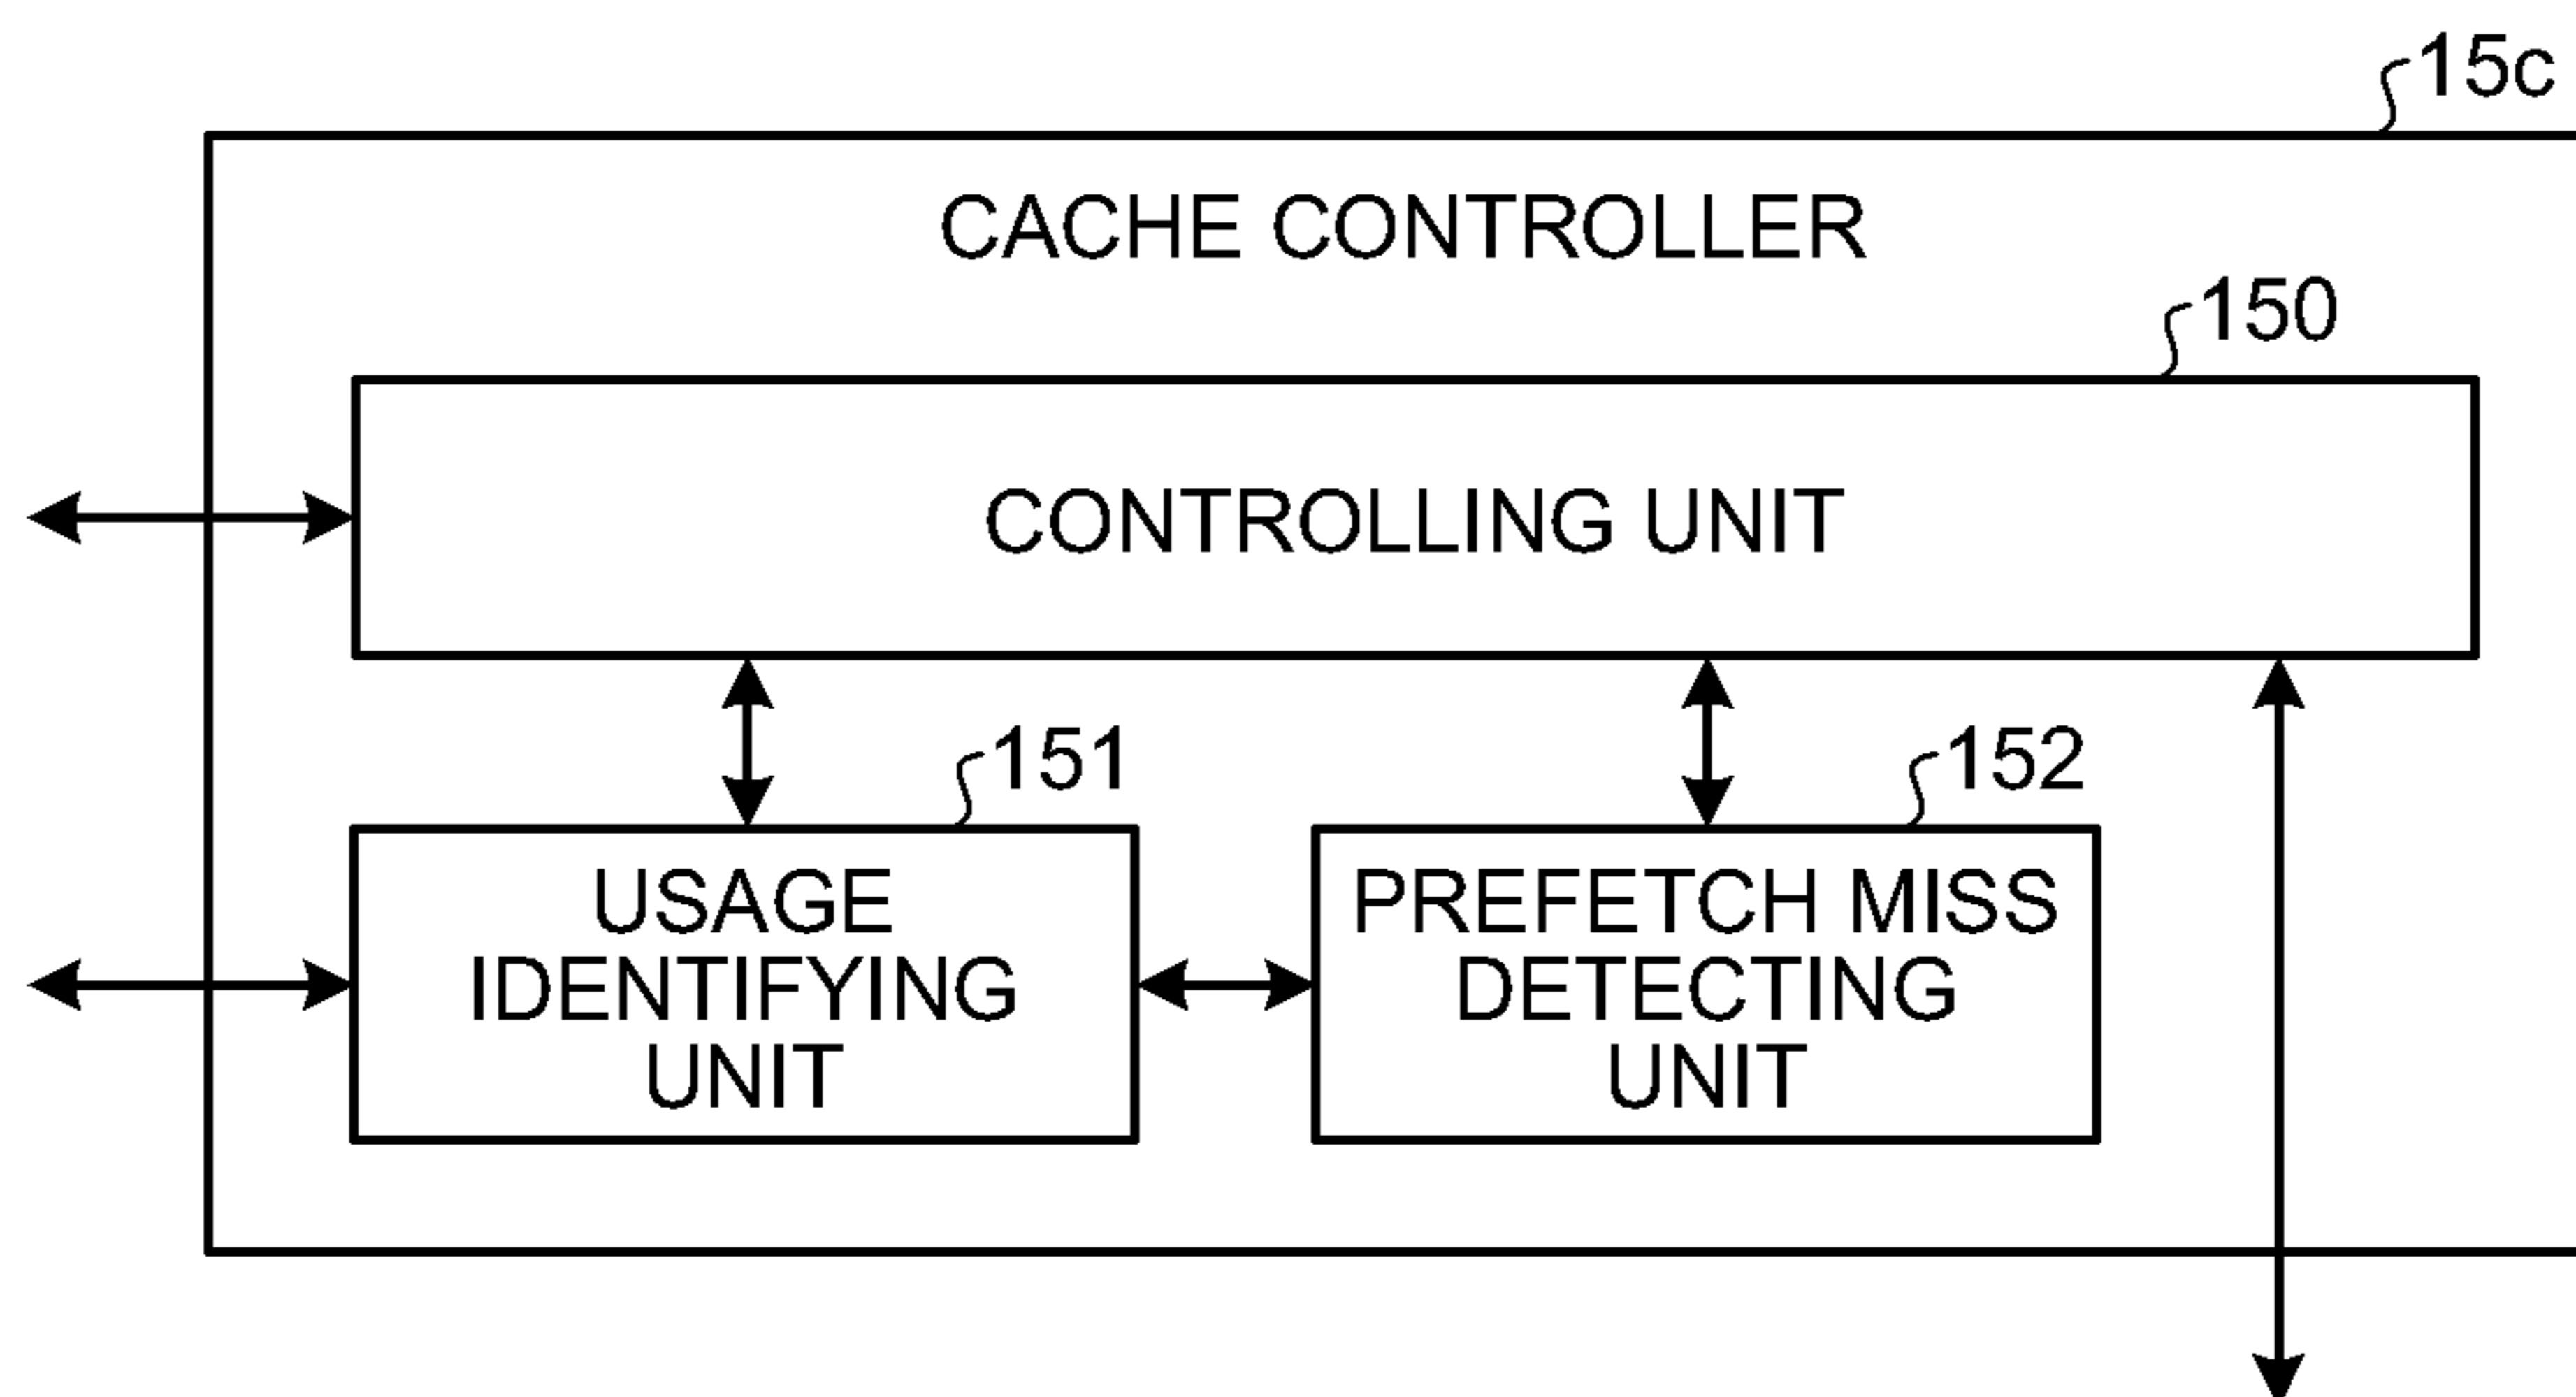 15c
CACHE CONTROLLER
150
CONTROLLING UNIT
151
152
USAGE
IDENTIFYING
UNIT
PREFETCH MISS
DETECTING
UNIT